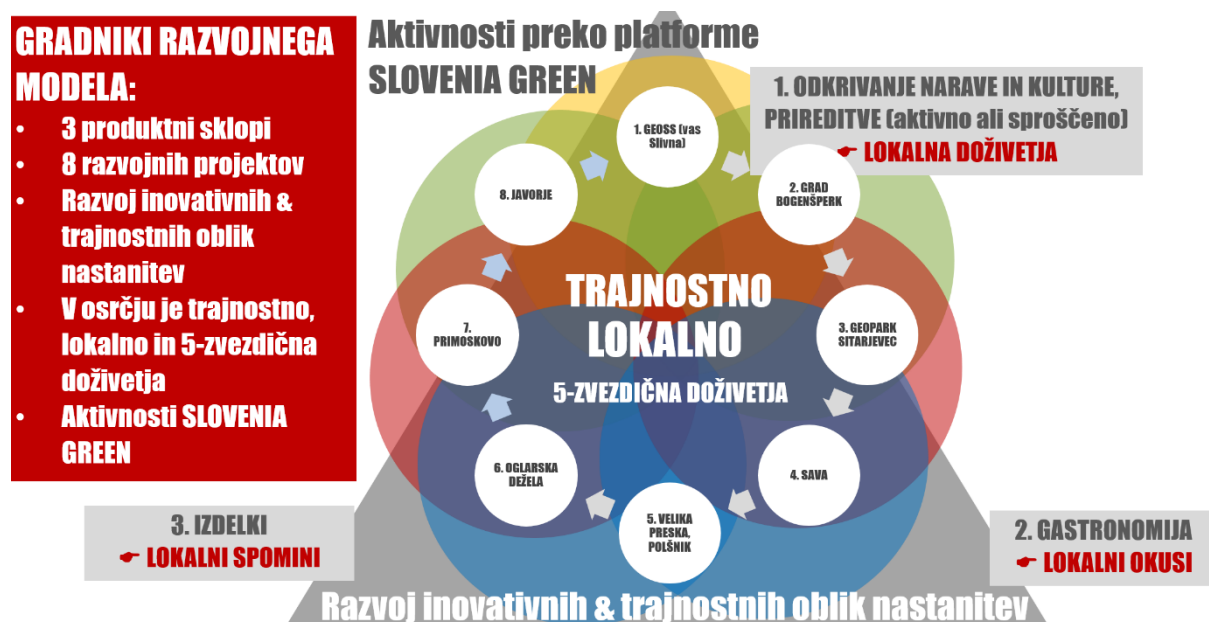 GRADNIKI RAZVOJNEGA
MODELA:
• 3 produktni sklopi
• 8 razvojnih projektov
• Razvoj inovativnih &
trajnostnih oblik
nastanitev
• V osrčju je trajnostno,
lokalno in 5-zvezdična
doživetja
• Aktivnosti SLOVENIA
GREEN
Aktivnosti preko platforme
SLOVENIA GREEN
1. ODKRIVANJE NARAVE IN KULTURE,
PRIREDITVE (aktivno ali sproščeno)
☛ LOKALNA DOŽIVETJA
1. GEOSS (vas
Slivna)
2. GRAD
BOGENŠPERK
3. GEOPARK
SITARJEVEC
4. SAVA
5. VELIKA
PRESKA,
POLŠNIK
6. OGLARSKA
DEŽELA
7.
PRIMOSKOVO
8. JAVORJE
TRAJNOSTNO
LOKALNO
5-ZVEZDIČNA DOŽIVETJA
3. IZDELKI
☛ LOKALNI SPOMINI
2. GASTRONOMIJA
☛ LOKALNI OKUSI
Razvoj inovativnih & trajnostnih oblik nastanitev